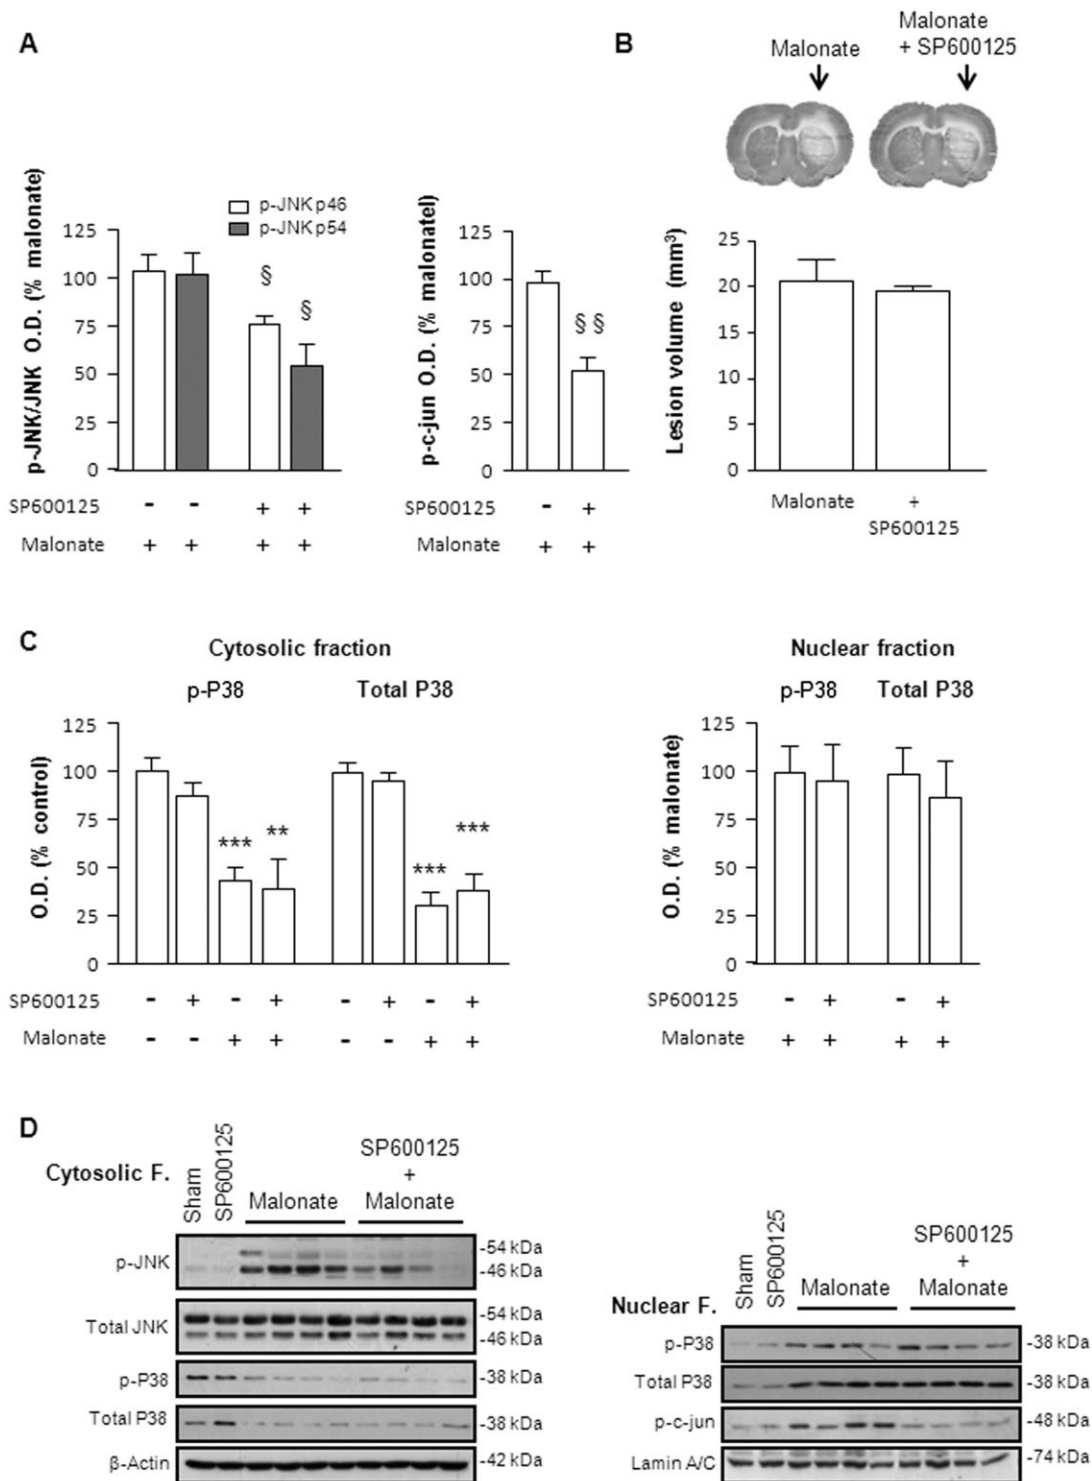 A
p-JNK/JNK O.D. (% malonate)
p-JNK p46
p-JNK p54
125
100
75
50
25
0
§
§
SP600125 - - + +
Malonate + + + +
p-c-jun O.D. (% malonatel)
125
100
75
50
25
0
§ §
SP600125 - +
Malonate + +
B
Malonate
Malonate
+ SP600125
Lesion volume (mm³)
25
20
15
10
5
0
Malonate
+
SP600125
C
Cytosolic fraction
p-P38 Total P38
O.D. (% control)
125
100
75
50
25
0
*** ** *** ***
SP600125 - + - + - + - +
Malonate - - + + - - + +
Nuclear fraction
p-P38 Total P38
O.D. (% malonate)
125
100
75
50
25
0
SP600125 - + - +
Malonate + + + +
D
Cytosolic F.
Sham
SP600125
Malonate
SP600125
+
Malonate
p-JNK
-54 kDa
-46 kDa
Total JNK
-54 kDa
-46 kDa
p-P38 -38 kDa
Total P38 -38 kDa
β-Actin -42 kDa
Nuclear F.
Sham
SP600125
Malonate
SP600125
+
Malonate
p-P38 -38 kDa
Total P38 -38 kDa
p-c-jun -48 kDa
Lamin A/C -74 kDa